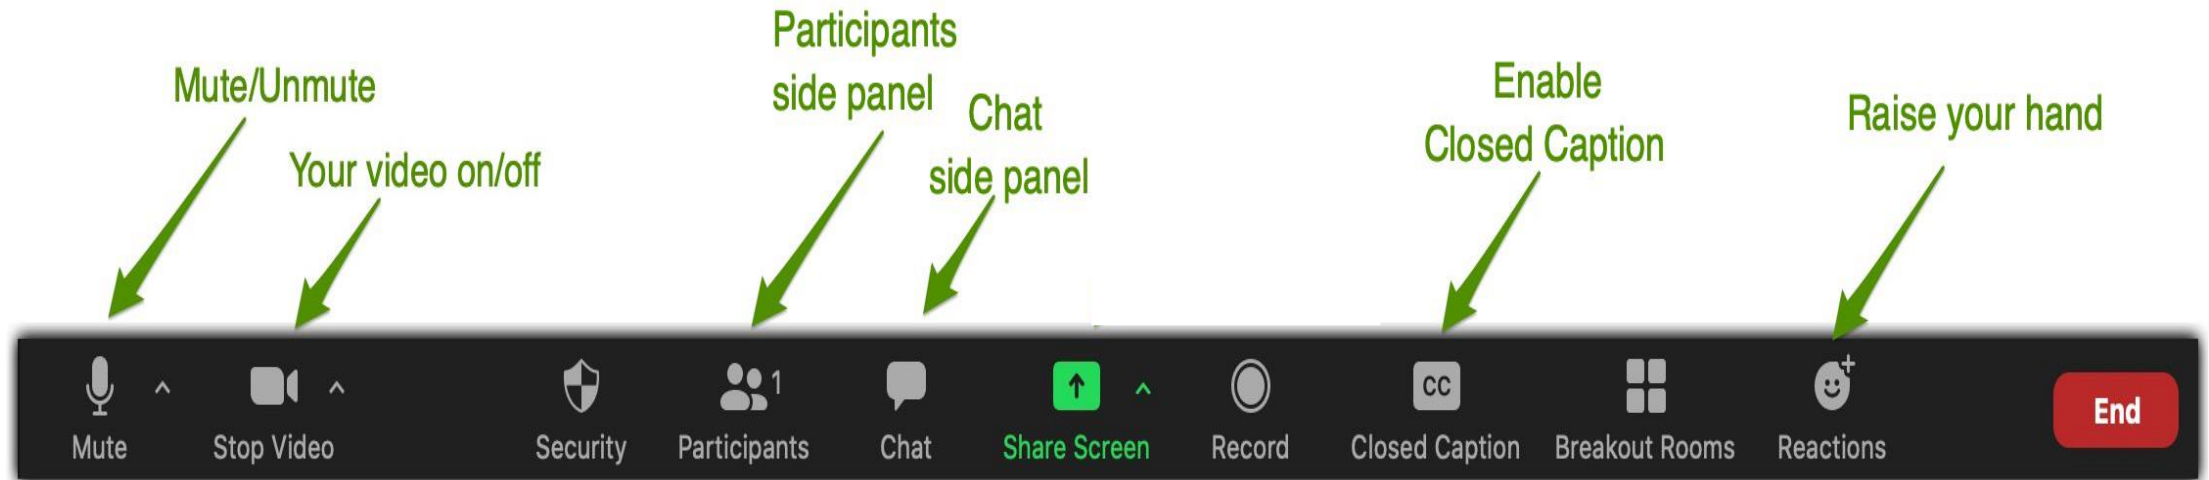 Mute/Unmute
Your video on/off
Participants
side panel
Chat
side panel
Enable
Closed Caption
Raise your hand
Mute
Stop Video
Security
1
Participants
Chat
Share Screen
Record
CC
Closed Caption
Breakout Rooms
Reactions
End